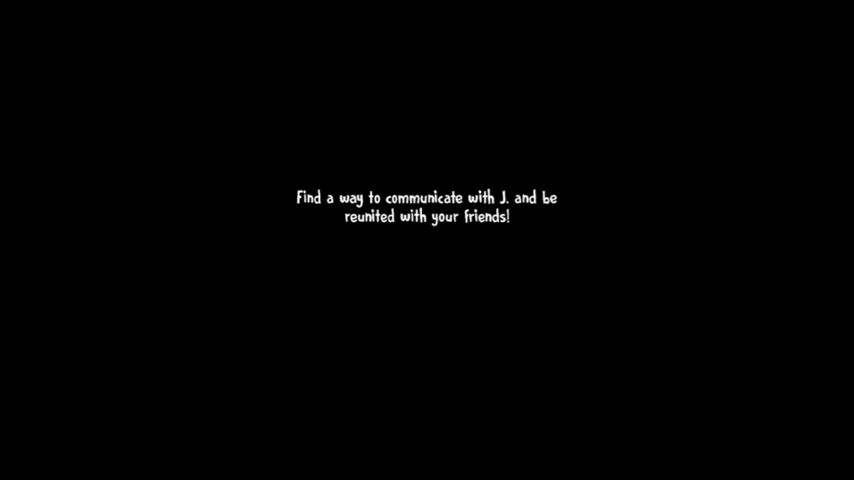 Find a way to communicate with J. and be
reunited with your friends!